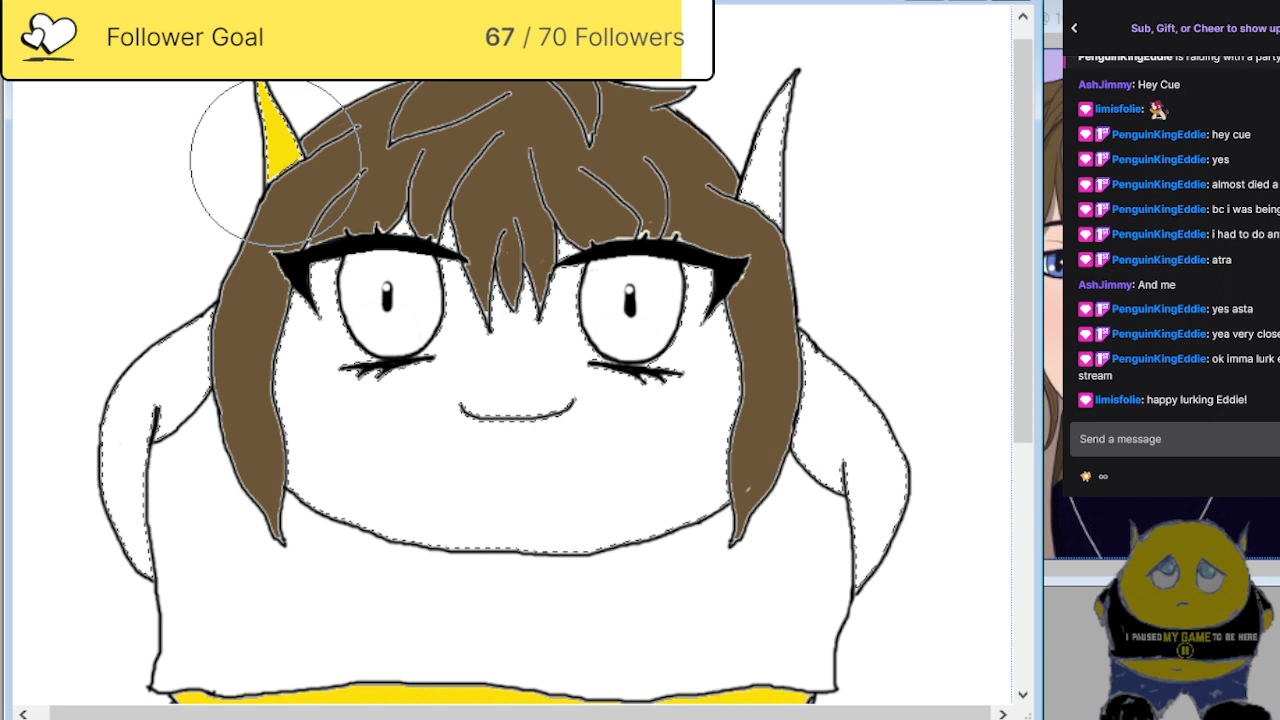 Follower Goal
67 / 70 Followers
Sub, Gift, or Cheer to show up
PenguinKingEddie is raiding with a party
AshJimmy: Hey Cue
limisfolie:
PenguinKingEddie: hey cue
PenguinKingEddie: yes
PenguinKingEddie: almost died a
PenguinKingEddie: bc i was being
PenguinKingEddie: i had to do an
PenguinKingEddie: atra
AshJimmy: And me
PenguinKingEddie: yes asta
PenguinKingEddie: yea very close
PenguinKingEddie: ok imma lurk
stream
limisfolie: happy lurking Eddie!
Send a message
∞
I PAUSED MY GAME TO BE HERE